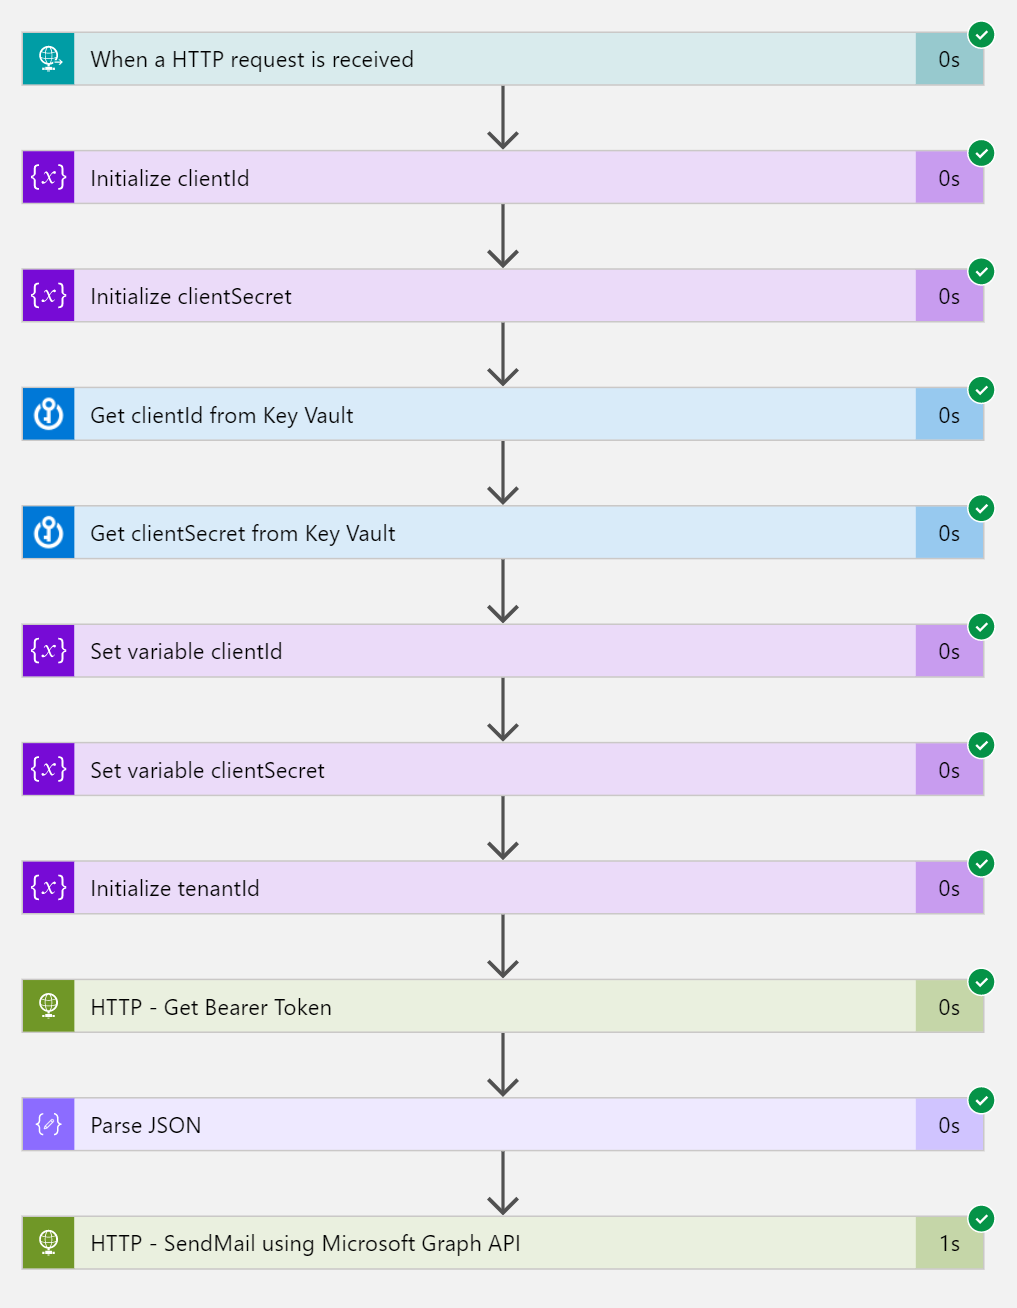 When a HTTP request is received 0s
{x} Initialize clientId 0s
{x} Initialize clientSecret 0s
Get clientId from Key Vault 0s
Get clientSecret from Key Vault 0s
{x} Set variable clientId 0s
{x} Set variable clientSecret 0s
{x} Initialize tenantId 0s
HTTP - Get Bearer Token 0s
Parse JSON 0s
HTTP - SendMail using Microsoft Graph API 1s